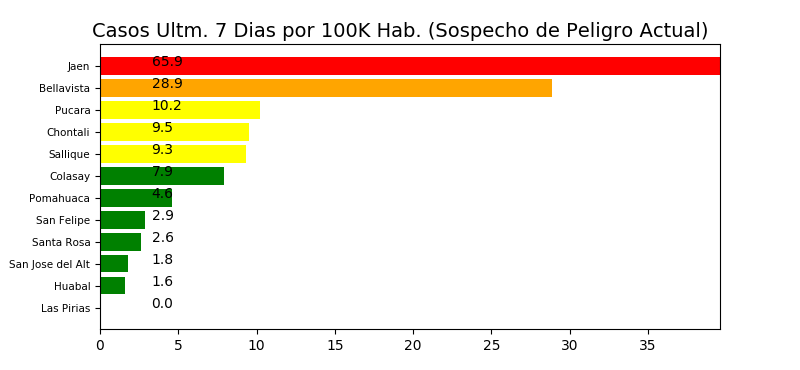 Casos Ultm. 7 Dias por 100K Hab. (Sospecho de Peligro Actual)
Jaen 65.9
Bellavista 28.9
Pucara 10.2
Chontali 9.5
Sallique 9.3
Colasay 7.9
Pomahuaca 4.6
San Felipe 2.9
Santa Rosa 2.6
San Jose del Alt 1.8
Huabal 1.6
Las Pirias 0.0
0 5 10 15 20 25 30 35